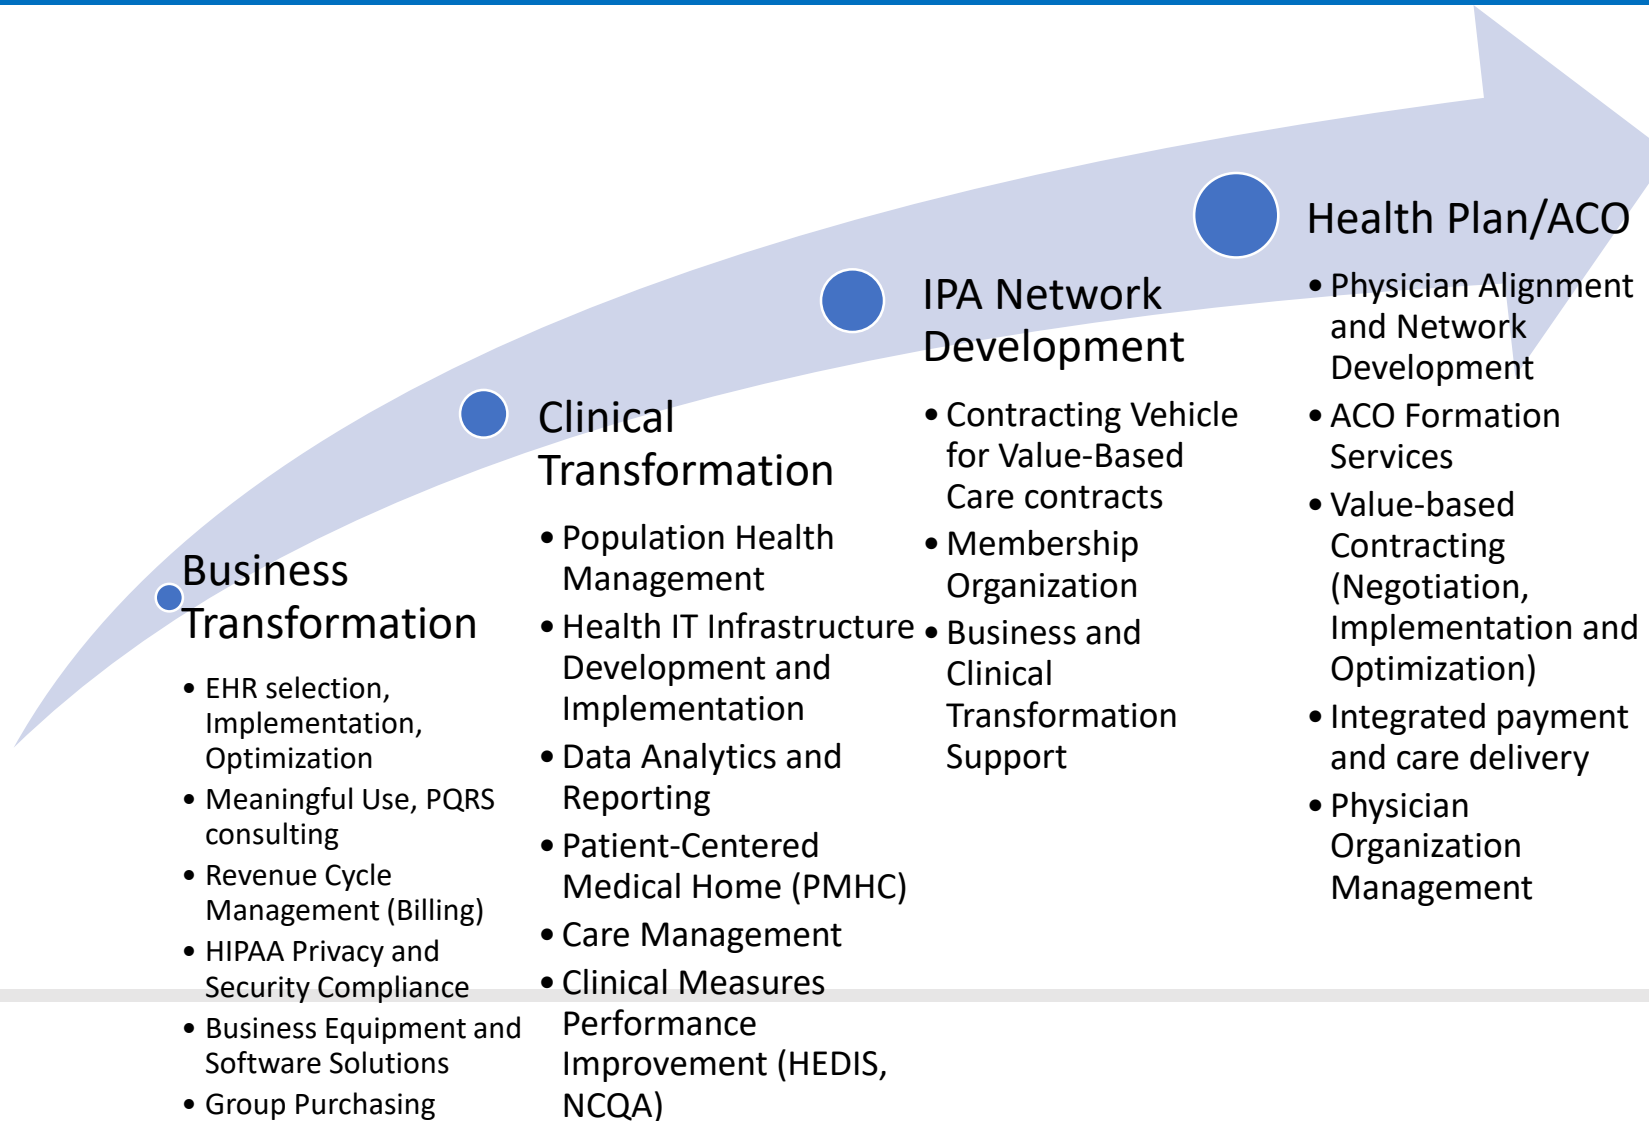 Business
Transformation
• EHR selection,
Implementation,
Optimization
• Meaningful Use, PQRS
consulting
• Revenue Cycle
Management (Billing)
• HIPAA Privacy and
Security Compliance
• Business Equipment and
Software Solutions
• Group Purchasing
Clinical
Transformation
• Population Health
Management
• Health IT Infrastructure
Development and
Implementation
• Data Analytics and
Reporting
• Patient-Centered
Medical Home (PMHC)
• Care Management
• Clinical Measures
Performance
Improvement (HEDIS,
NCQA)
IPA Network
Development
• Contracting Vehicle
for Value-Based
Care contracts
• Membership
Organization
• Business and
Clinical
Transformation
Support
Health Plan/ACO
• Physician Alignment
and Network
Development
• ACO Formation
Services
• Value-based
Contracting
(Negotiation,
Implementation and
Optimization)
• Integrated payment
and care delivery
• Physician
Organization
Management